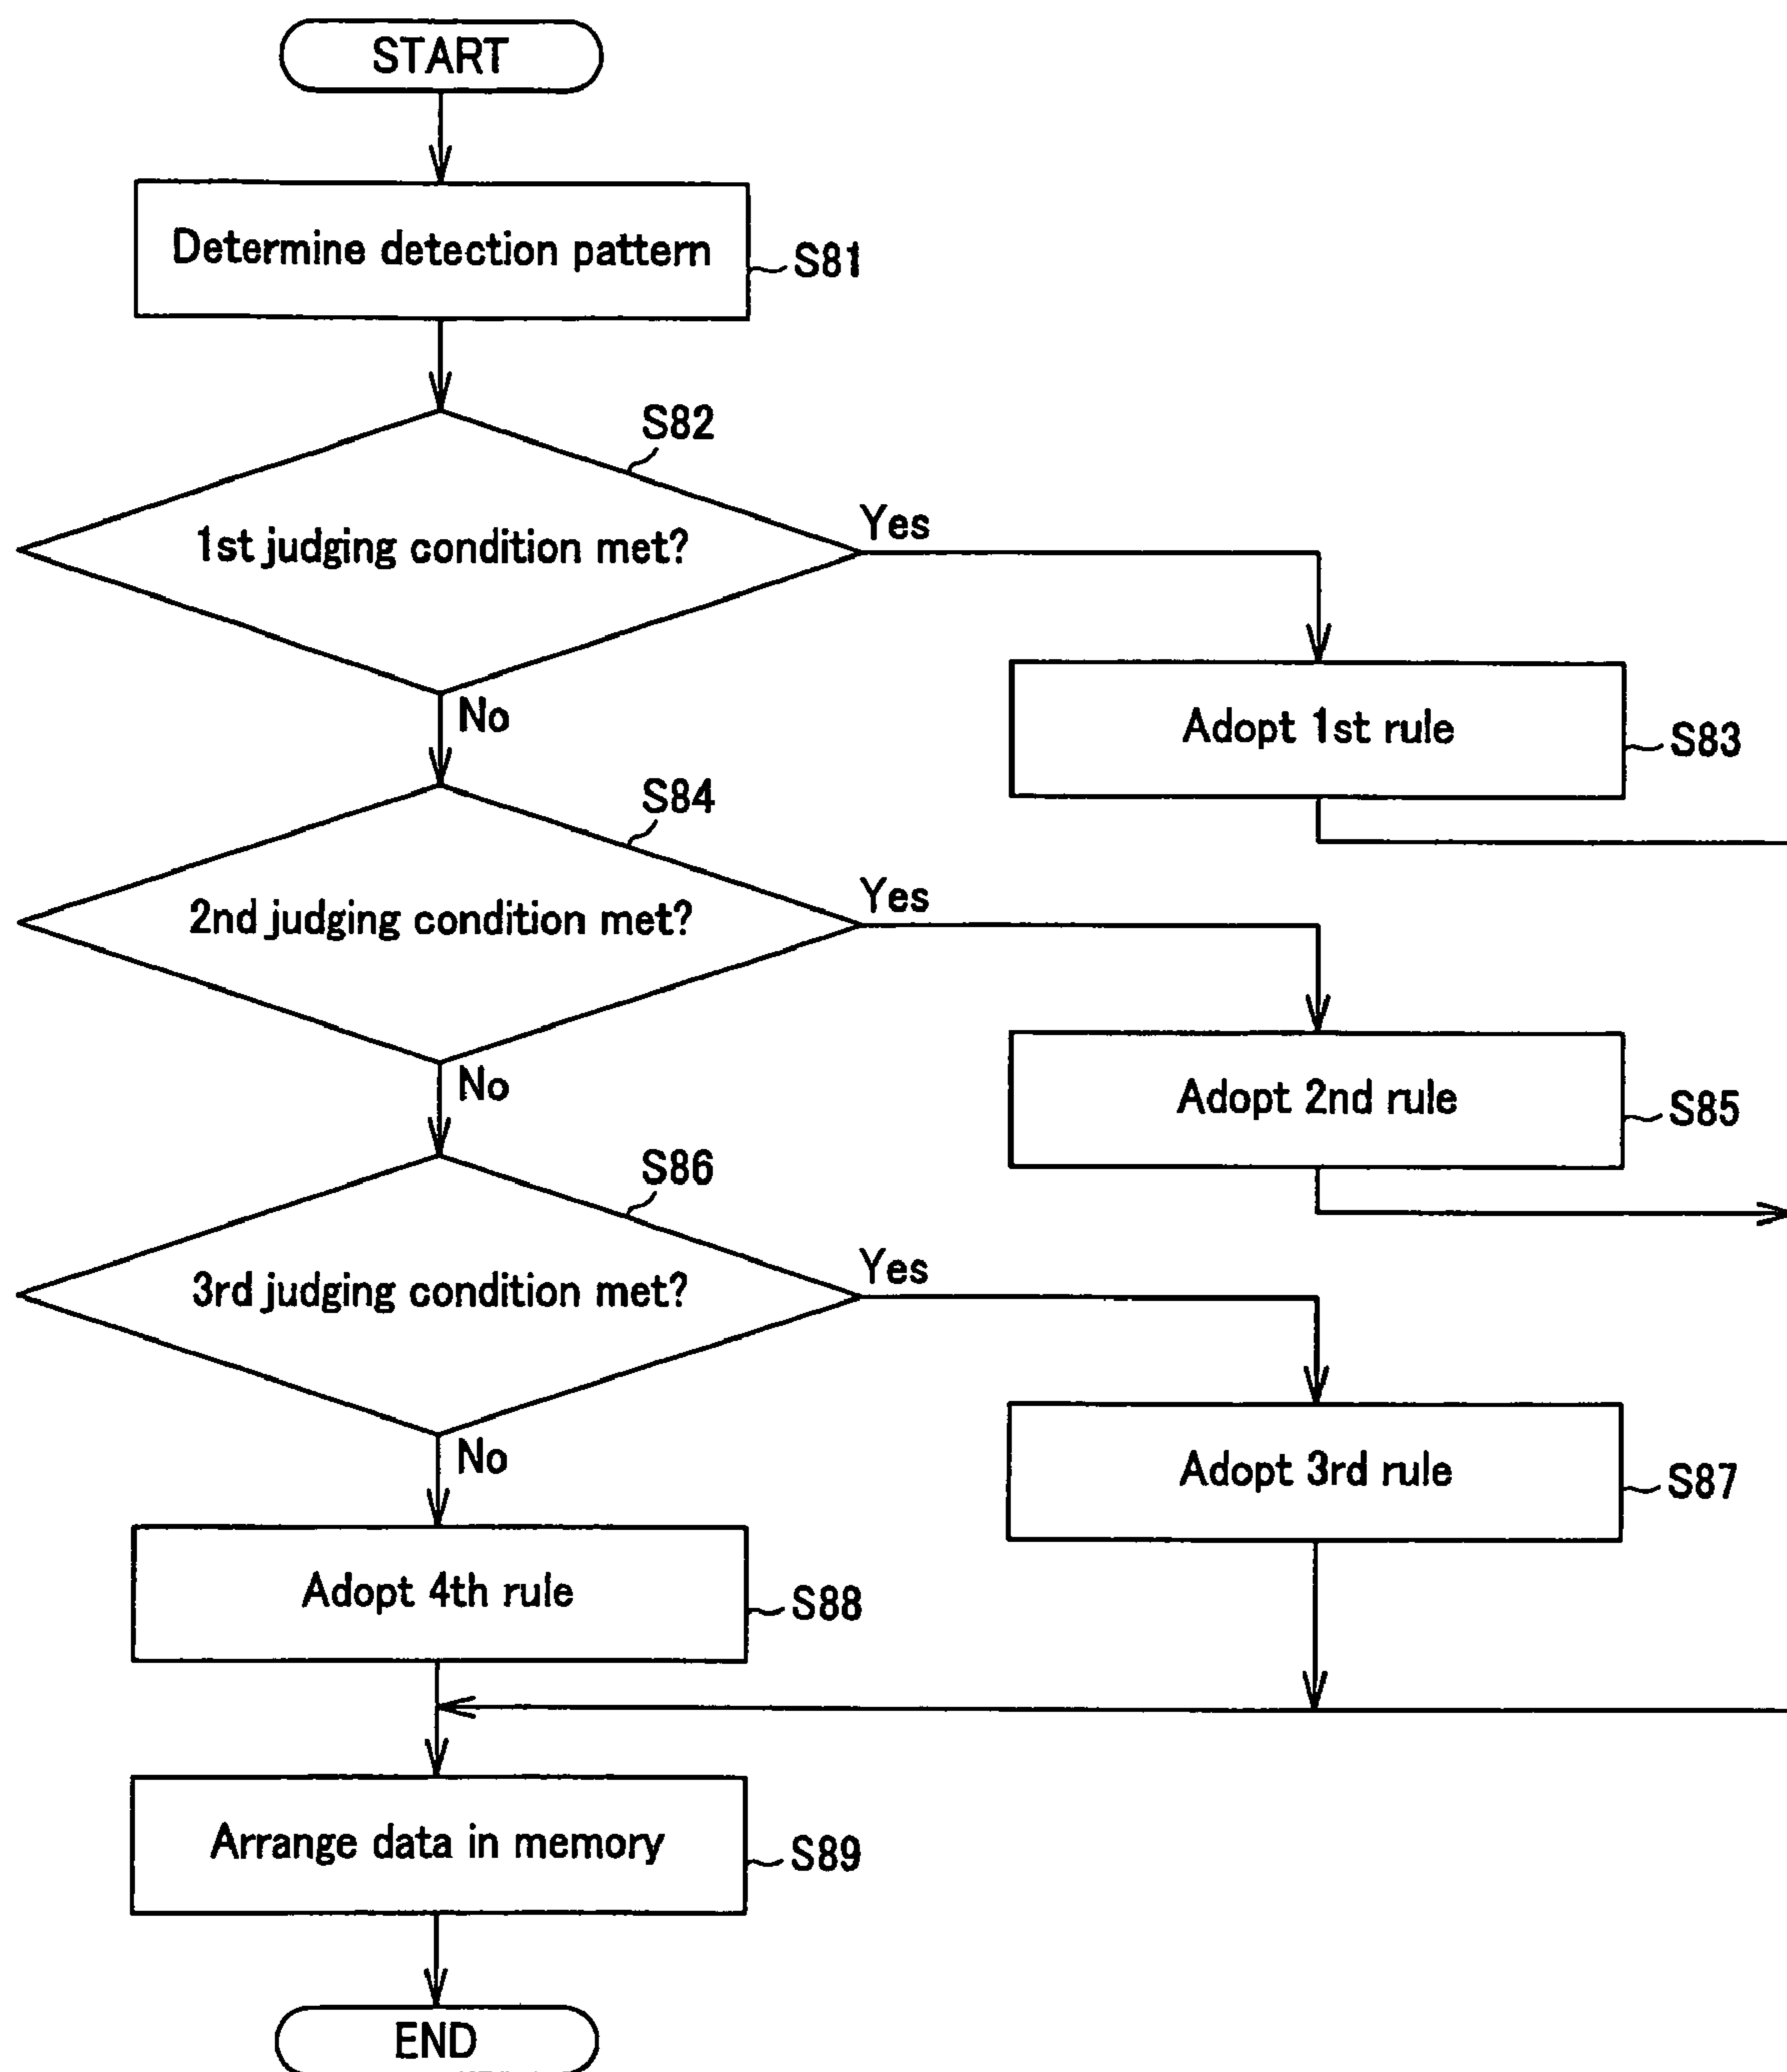 START
Determine detection pattern
S81
S82
1st judging condition met?
Yes
No
Adopt 1st rule
S83
S84
2nd judging condition met?
Yes
No
Adopt 2nd rule
S85
S86
3rd judging condition met?
Yes
No
Adopt 3rd rule
S87
Adopt 4th rule
S88
Arrange data in memory
S89
END